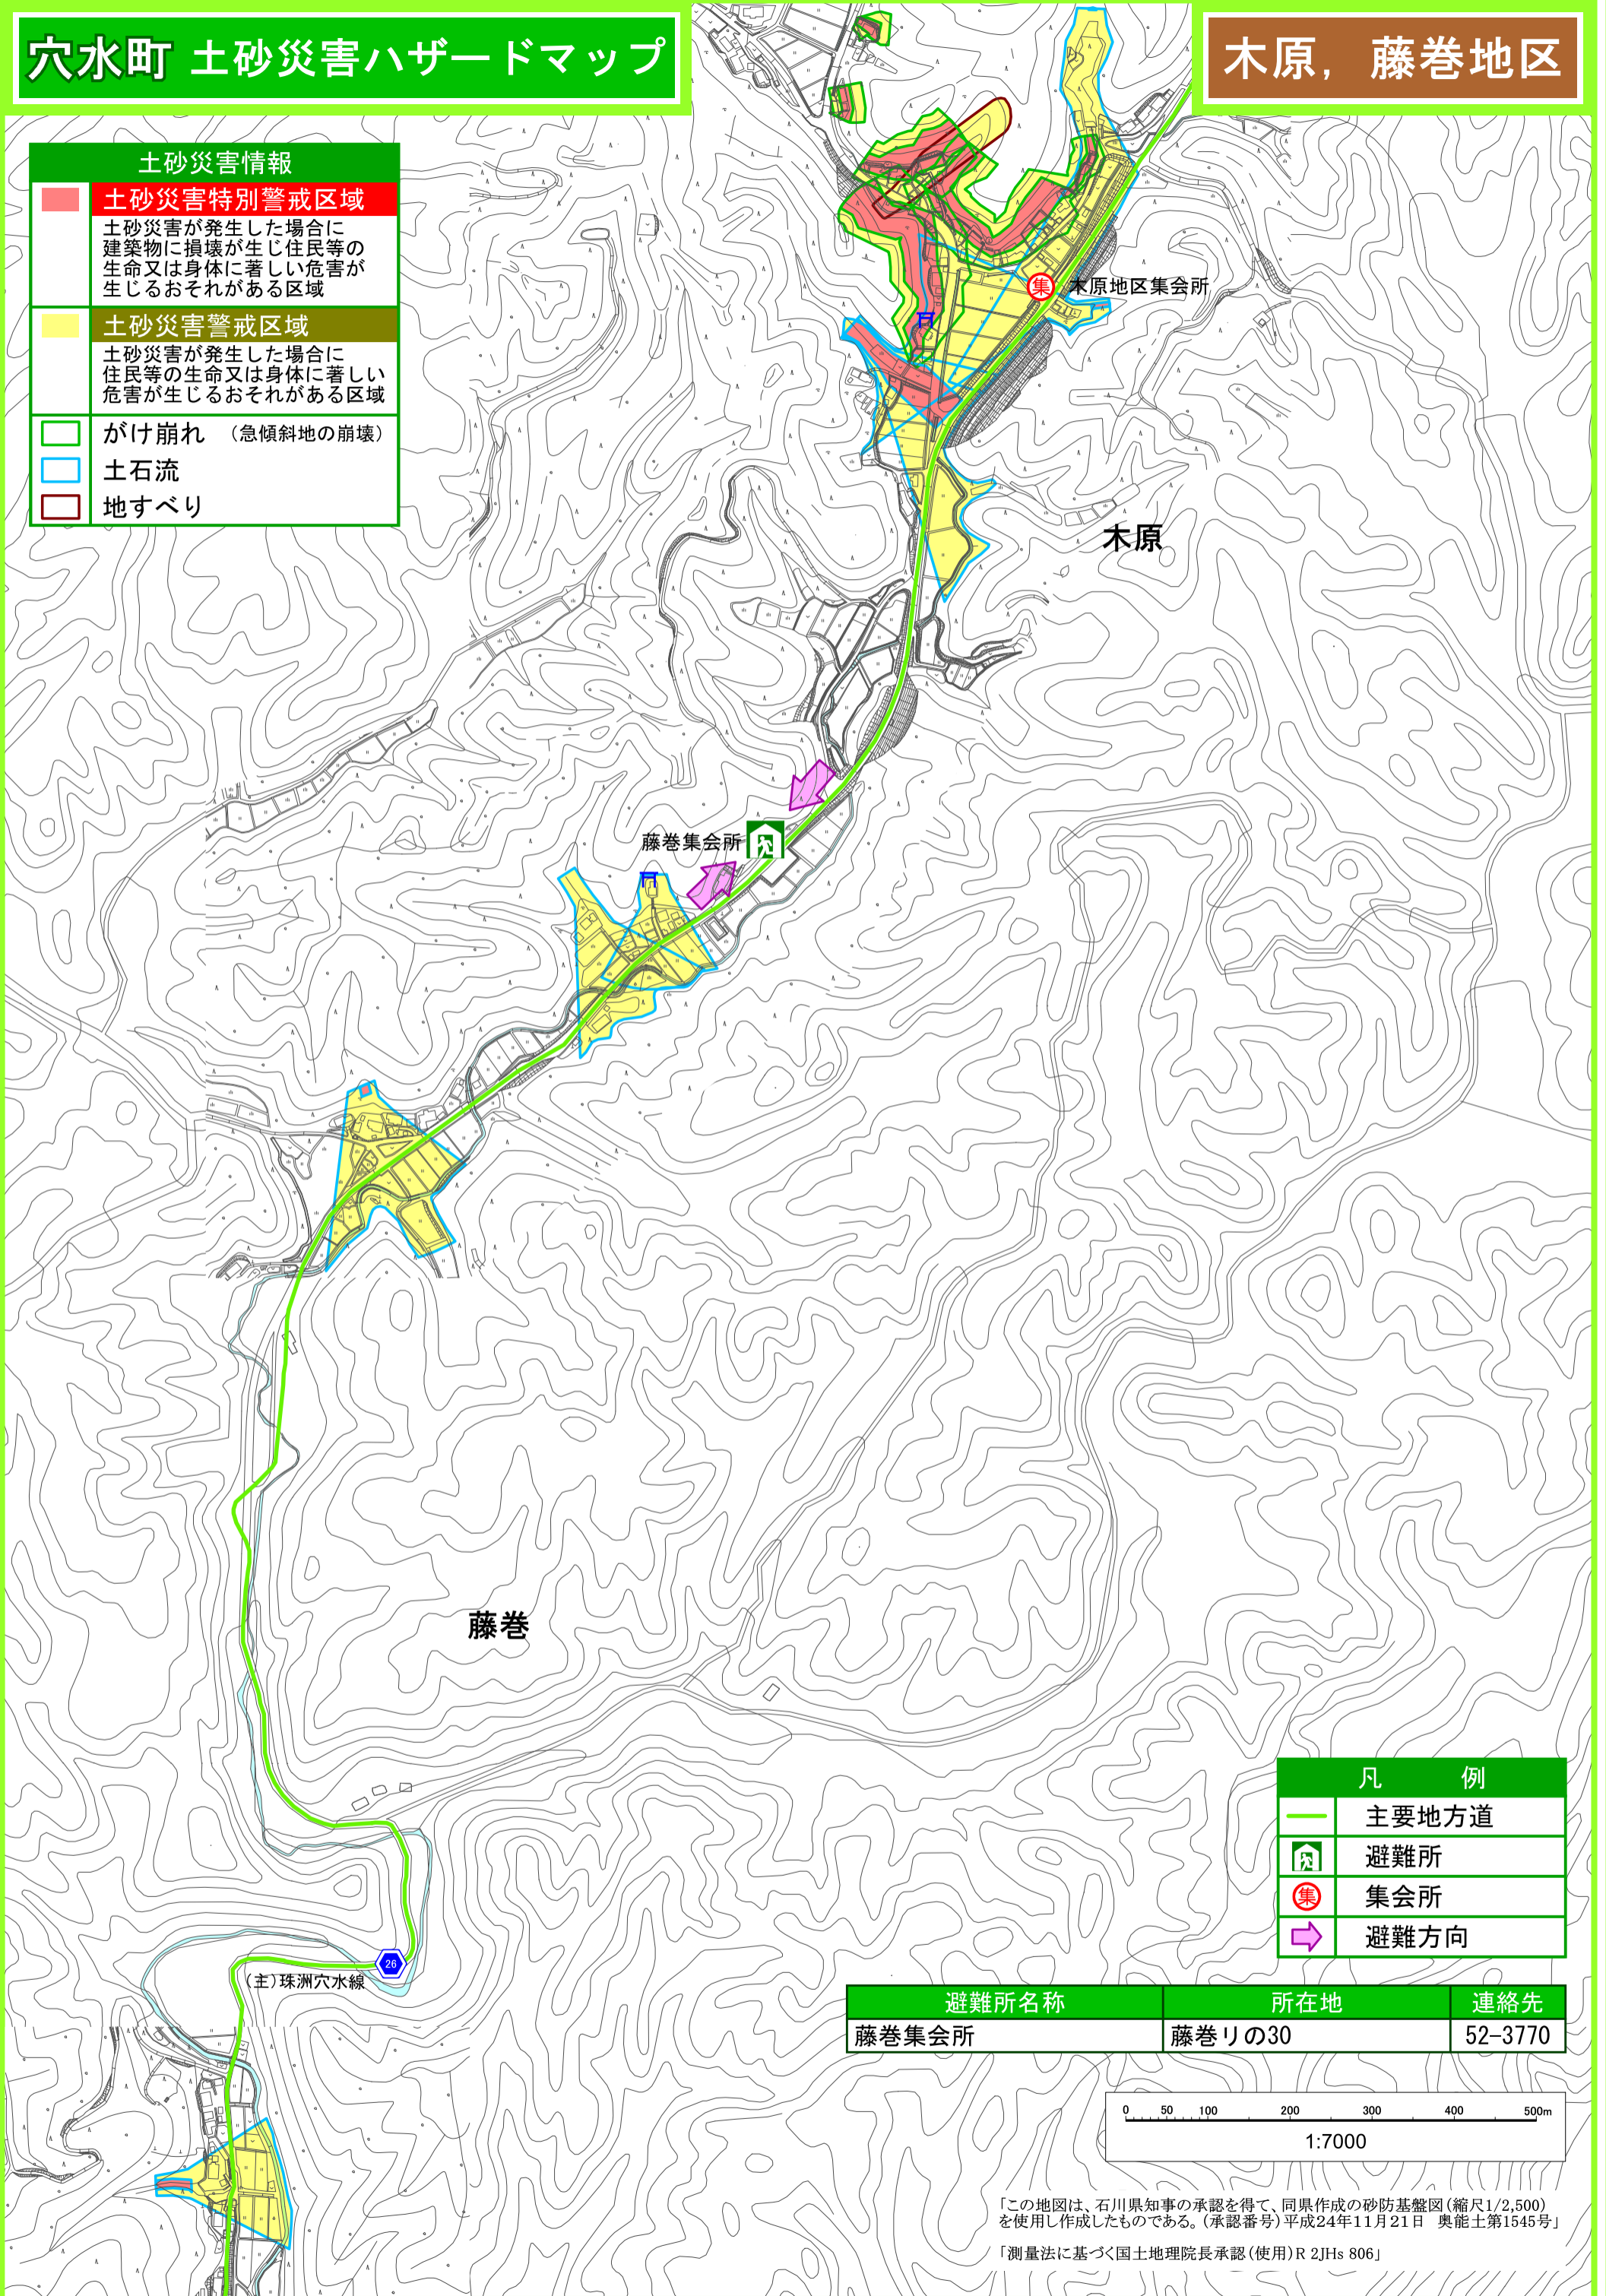 穴水町 土砂災害ハザードマップ
木原，藤巻地区
土砂災害情報
土砂災害特別警戒区域
土砂災害が発生した場合に
建築物に損壊が生じ住民等の
生命又は身体に著しい危害が
生じるおそれがある区域
土砂災害警戒区域
土砂災害が発生した場合に
住民等の生命又は身体に著しい
危害が生じるおそれがある区域
がけ崩れ （急傾斜地の崩壊）
土石流
地すべり
集 木原地区集会所
木原
藤巻集会所
藤巻
26
（主）珠洲穴水線
凡 例
主要地方道
避難所
集 集会所
避難方向
避難所名称 所在地 連絡先
藤巻集会所 藤巻リの30 52-3770
0 50 100 200 300 400 500m
1:7000
「この地図は、石川県知事の承認を得て、同県作成の砂防基盤図（縮尺1/2,500）
を使用し作成したものである。（承認番号）平成24年11月21日 奥能土第1545号」
「測量法に基づく国土地理院長承認（使用）R 2JHs 806」